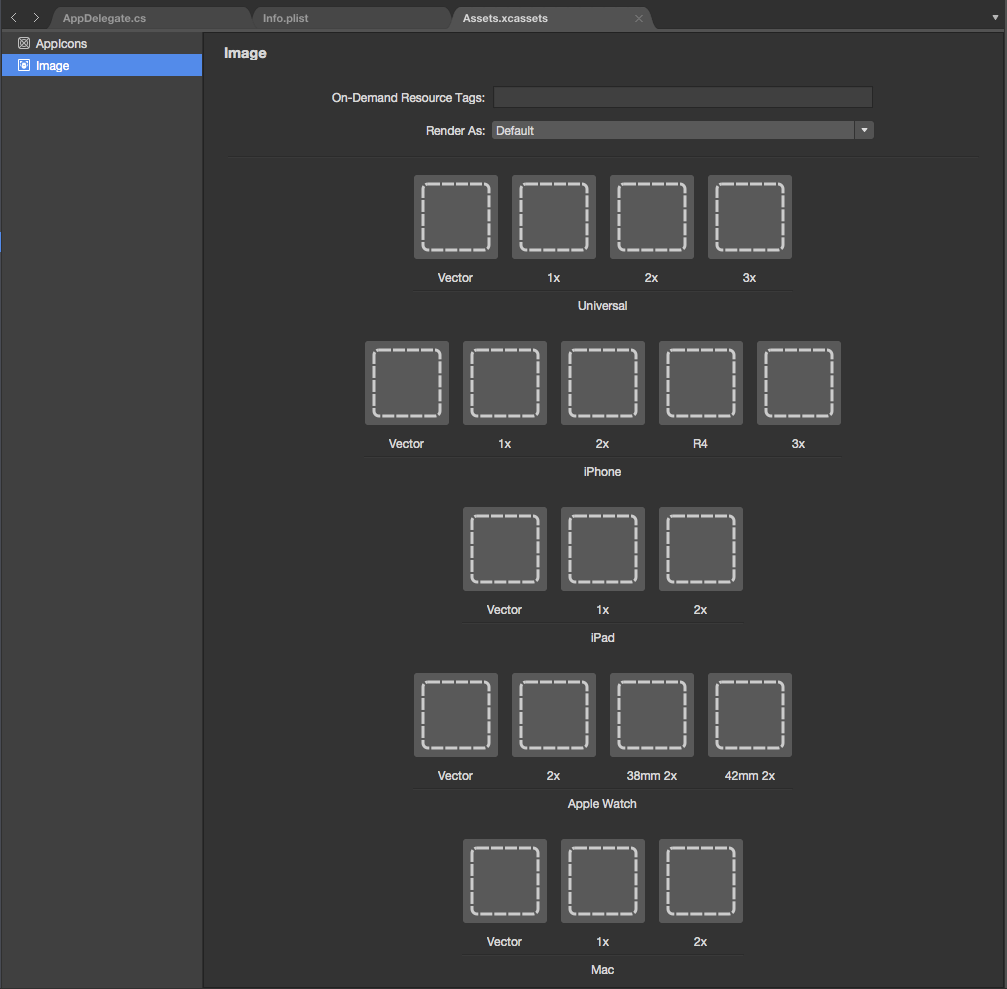 AppDelegate.cs Info.plist Assets.xcassets
AppIcons
Image
Image
On-Demand Resource Tags:
Render As: Default
Vector 1x 2x 3x
Universal
Vector 1x 2x R4 3x
iPhone
Vector 1x 2x
iPad
Vector 2x 38mm 2x 42mm 2x
Apple Watch
Vector 1x 2x
Mac